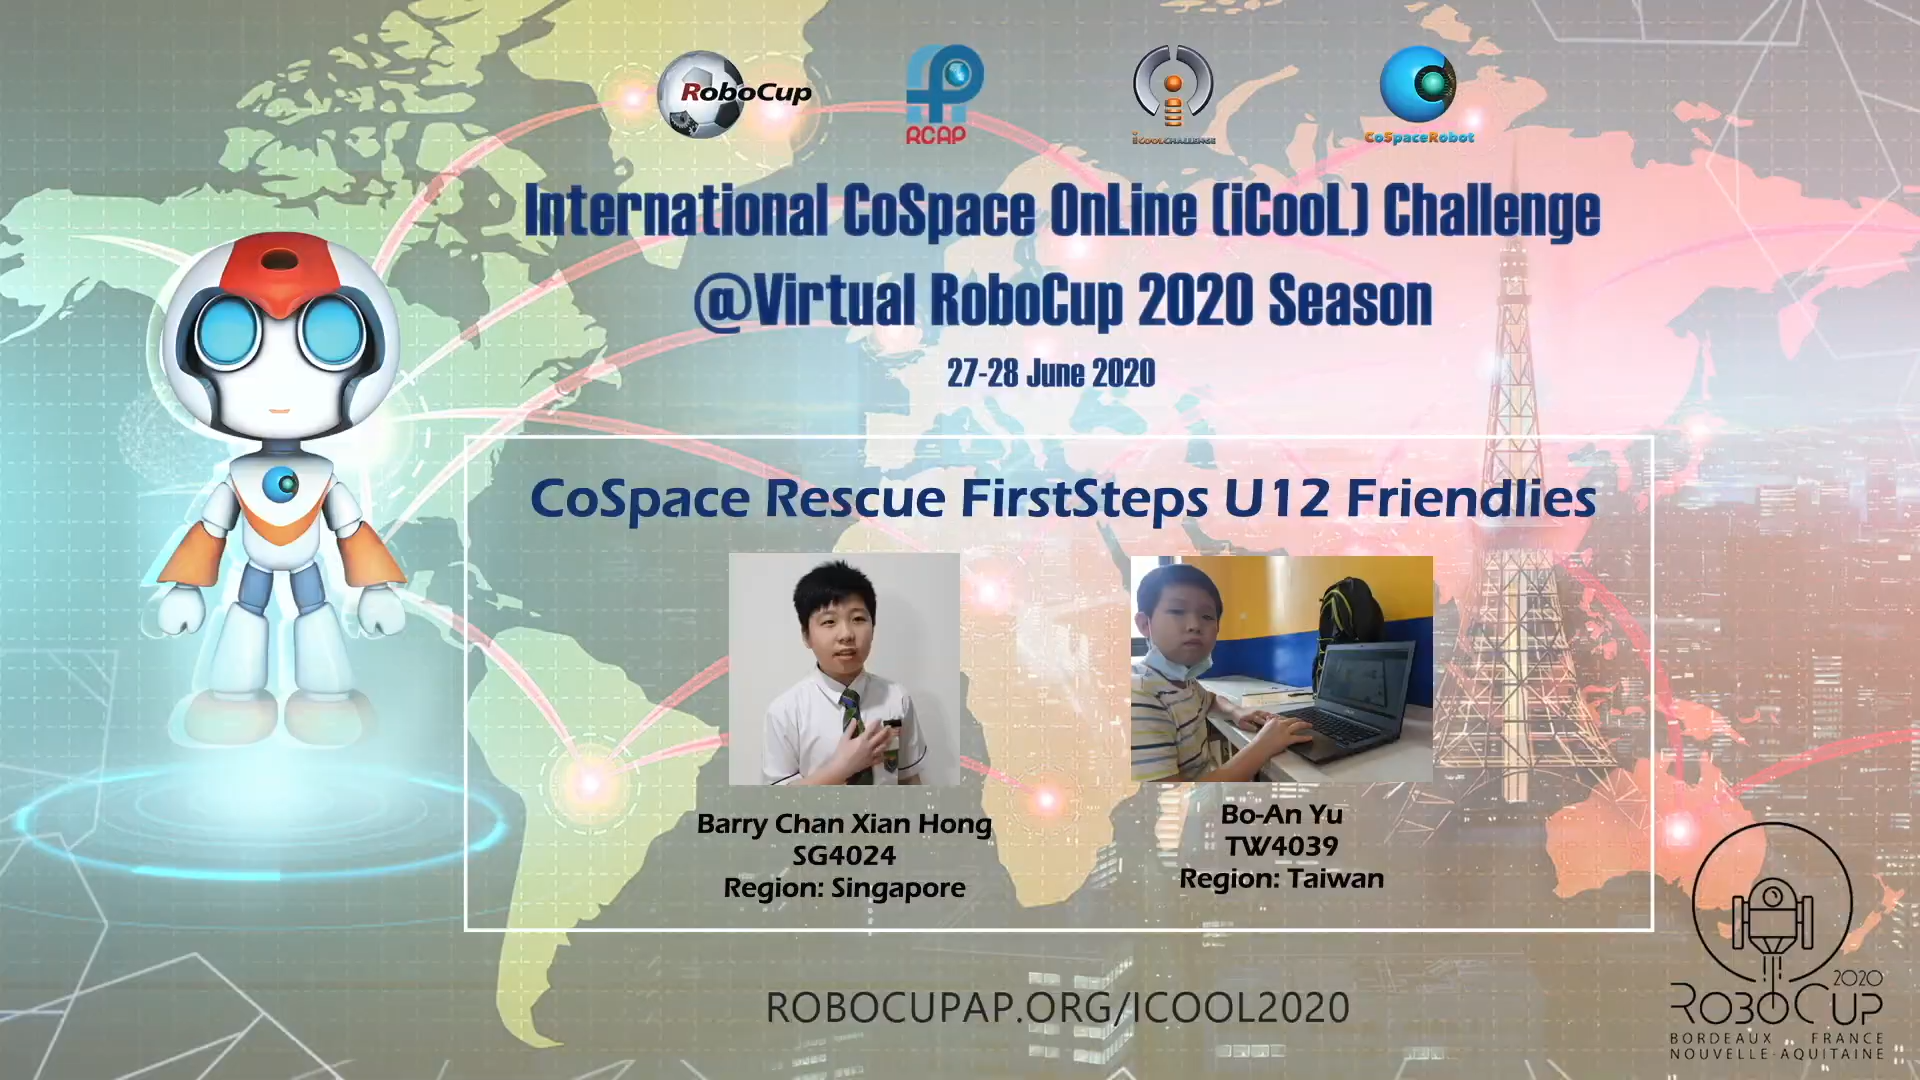 RoboCup
RCAP
iCOOLCHALLENGE
CoSpaceRobot
International CoSpace OnLine (iCooL) Challenge
@Virtual RoboCup 2020 Season
27-28 June 2020
CoSpace Rescue FirstSteps U12 Friendlies
Barry Chan Xian Hong
SG4024
Region: Singapore
Bo-An Yu
TW4039
Region: Taiwan
ROBOCUPAP.ORG/ICOOL2020
2020
ROBOCUP
BORDEAUX FRANCE
NOUVELLE-AQUITAINE